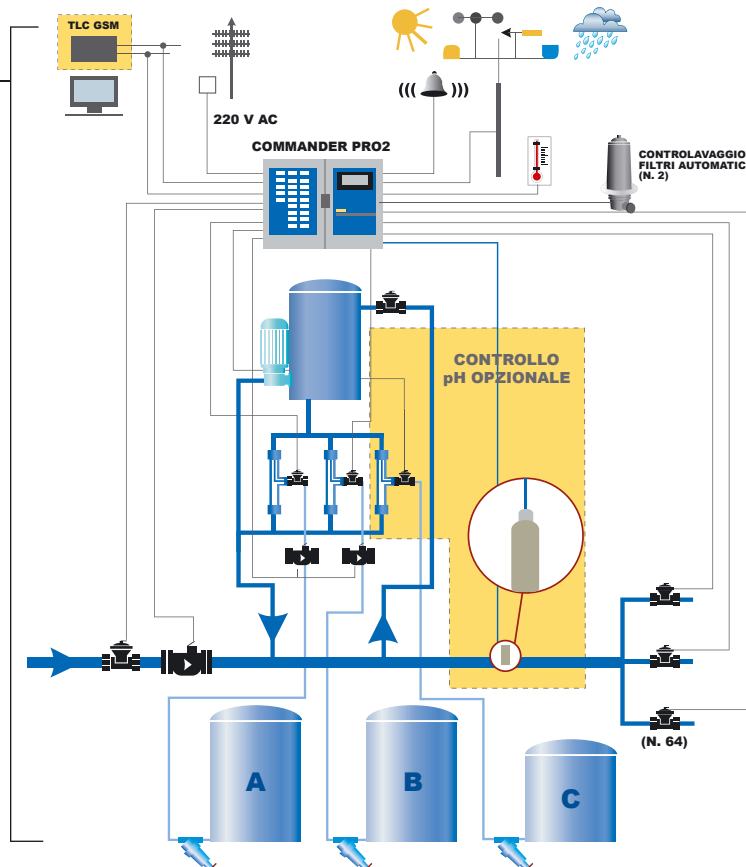 TLC GSM
220 V AC
COMMANDER PRO2
CONTROLAVAGGIO
FILTRI AUTOMATIC
(N. 2)
CONTROLLO
pH OPZIONALE
(N. 64)
A
B
C